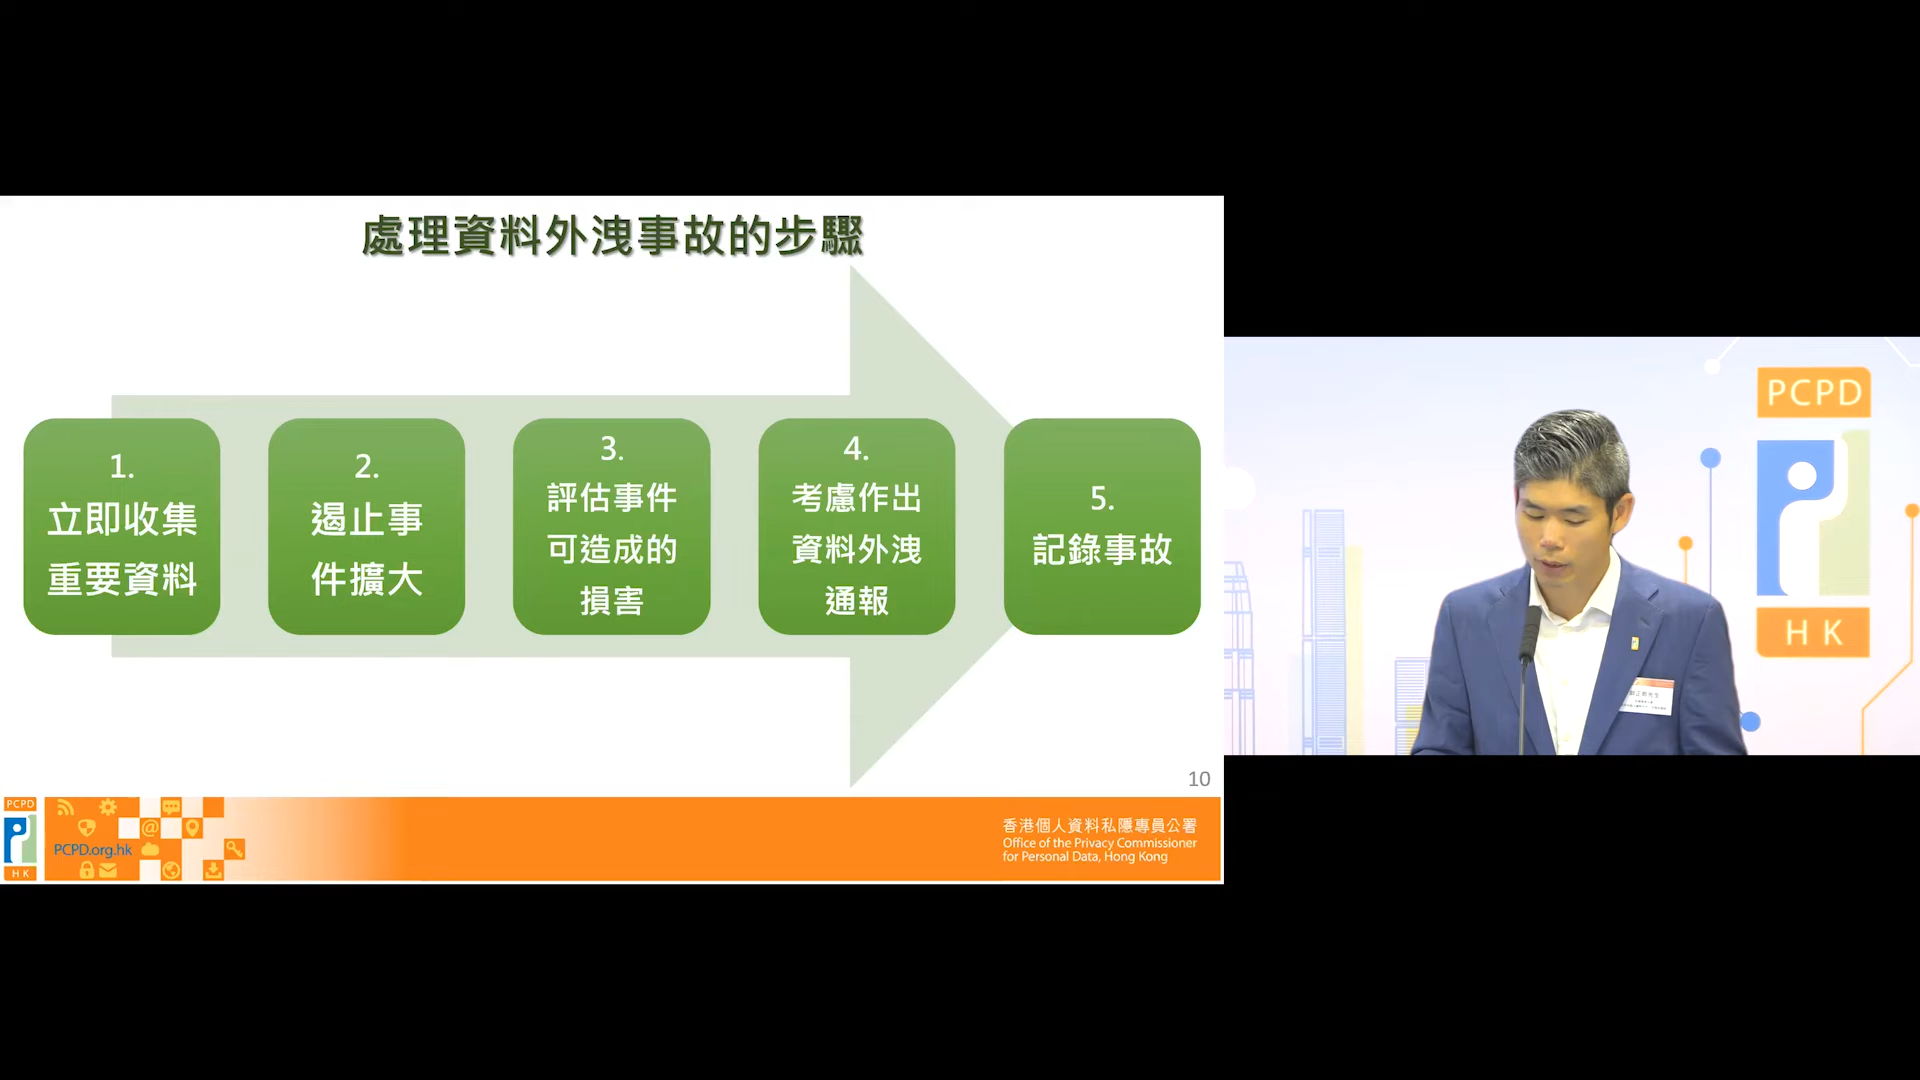 處理資料外洩事故的步驟
1.
立即收集
重要資料
2.
遏止事
件擴大
3.
評估事件
可造成的
損害
4.
考慮作出
資料外洩
通報
5.
記錄事故
10
PCPD
HK
PCPD.org.hk
香港個人資料私隱專員公署
Office of the Privacy Commissioner
for Personal Data, Hong Kong
PCPD
HK